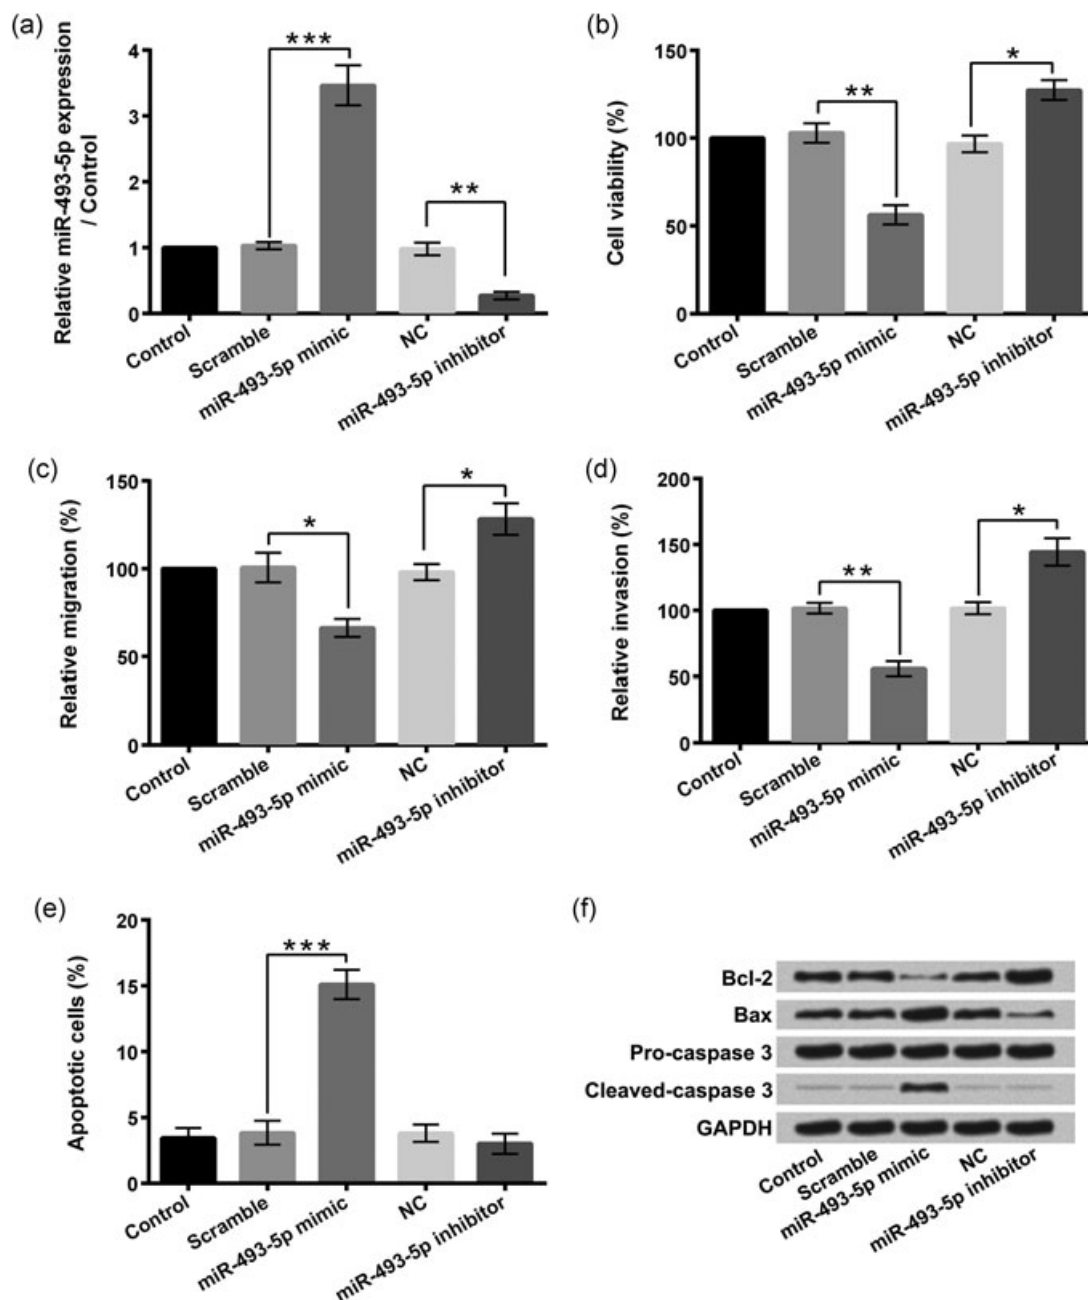 (a)
Relative miR-493-5p expression
/ Control
4
3
2
1
0
***
**
Control
Scramble
miR-493-5p mimic
NC
miR-493-5p inhibitor
(b)
Cell viability (%)
150
100
50
0
**
*
Control
Scramble
miR-493-5p mimic
NC
miR-493-5p inhibitor
(c)
Relative migration (%)
150
100
50
0
*
*
Control
Scramble
miR-493-5p mimic
NC
miR-493-5p inhibitor
(d)
Relative invasion (%)
200
150
100
50
0
**
*
Control
Scramble
miR-493-5p mimic
NC
miR-493-5p inhibitor
(e)
Apoptotic cells (%)
20
15
10
5
0
***
Control
Scramble
miR-493-5p mimic
NC
miR-493-5p inhibitor
(f)
Bcl-2
Bax
Pro-caspase 3
Cleaved-caspase 3
GAPDH
Control
Scramble
miR-493-5p mimic
NC
miR-493-5p inhibitor